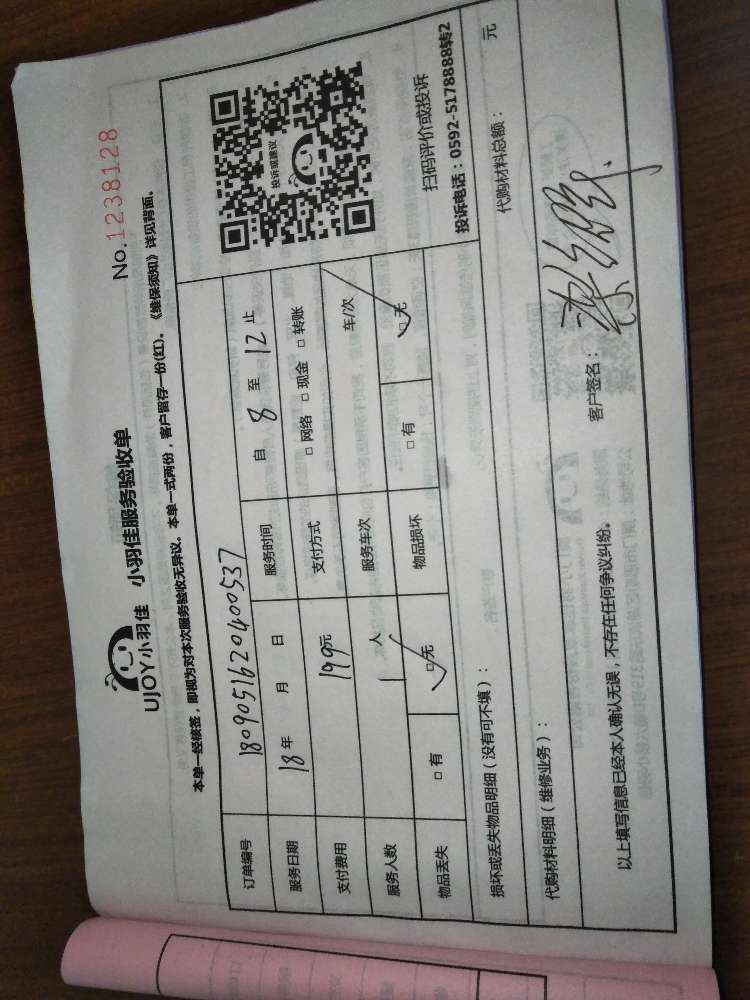 UJOY小羽佳 小羽佳服务验收单
No.1238128
本单一经核签，即视为对本次服务验收无异议。本单一式两份，客户留存一份(红)。《维保须知》详见背面。
订单编号 180905162040053​7
服务日期 18年 月 日 服务时间 自 8 至 12 止
支付费用 199元 支付方式 □网络 □现金 □转账
服务人数 1人 服务车次 车/次
物品丢失 □有 □无 物品损坏 □有 □无
投诉或建议
扫码评价或投诉
投诉电话：0592-5178888转2
损坏或丢失物品明细（没有可不填）：
代购材料明细（维修业务）： 代购材料总额： 元
以上填写信息已经本人确认无误，不存在任何争议纠纷。 客户签名：